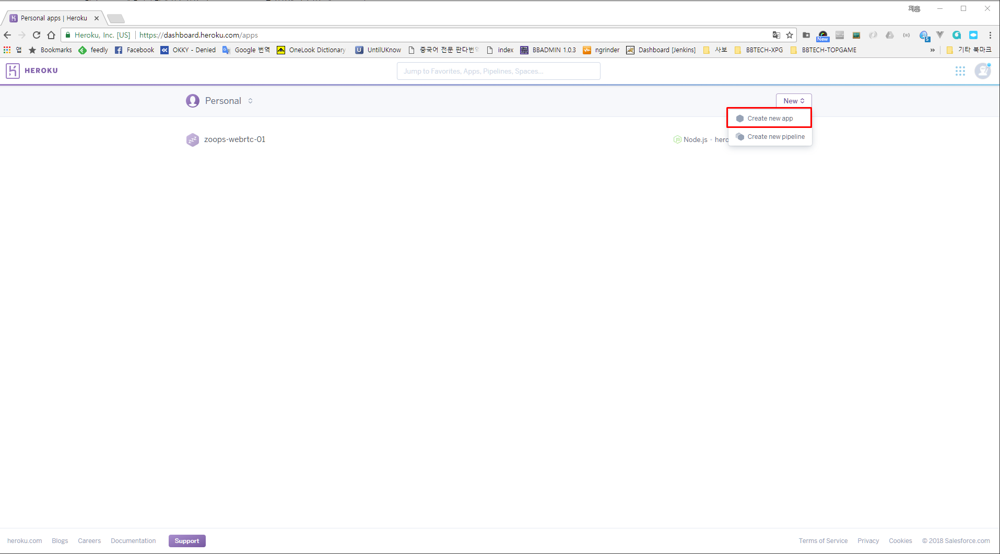 제흠
Personal apps | Heroku
Heroku, Inc. [US] https://dashboard.heroku.com/apps
New
5
앱 Bookmarks feedly Facebook OKKY - Denied Google 번역 OneLook Dictionary UntilUKnow 중국어 전문 판다번역 index BBADMIN 1.0.3 ngrinder Dashboard [Jenkins] 사보 BBTECH-XPG BBTECH-TOPGAME » 기타 북마크
HEROKU
Jump to Favorites, Apps, Pipelines, Spaces...
Personal
New
Create new app
Create new pipeline
zoops-webrtc-01
Node.js hero
heroku.com Blogs Careers Documentation Support Terms of Service Privacy Cookies © 2018 Salesforce.com